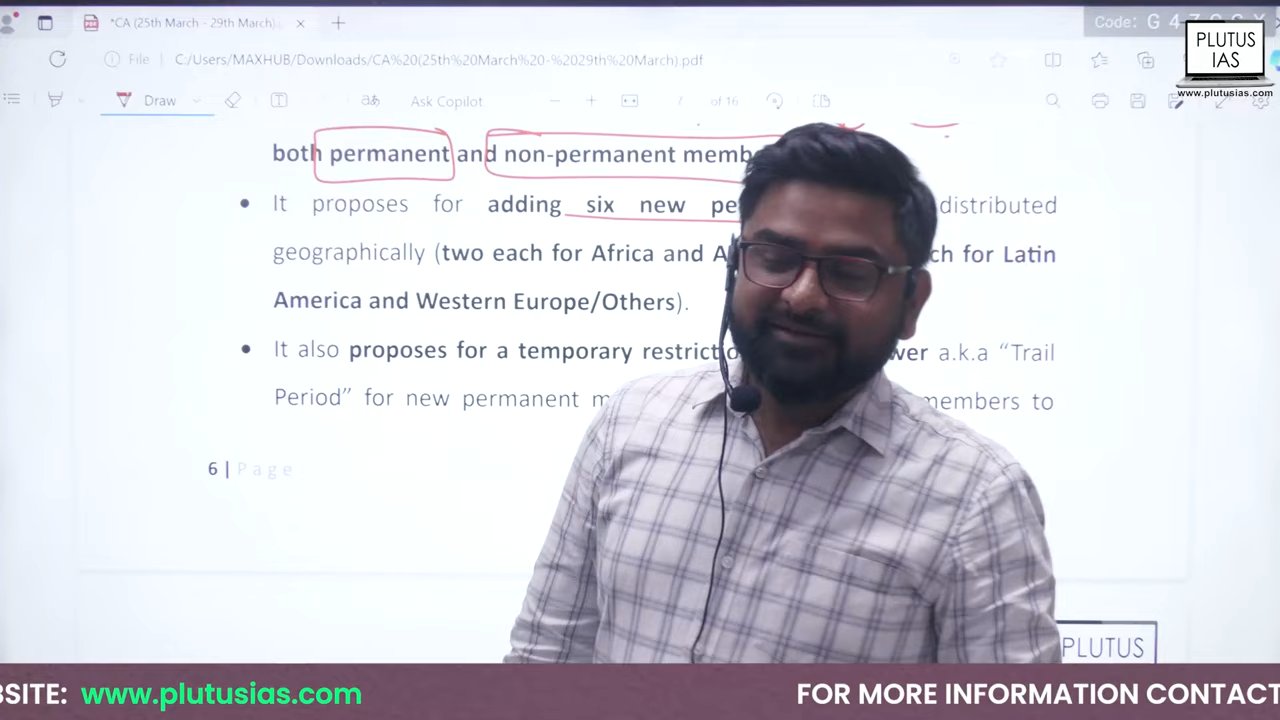 *CA (25th March - 29th March)
Code: G
PLUTUS
IAS
www.plutusias.com
File C:/Users/MAXHUB/Downloads/CA%20(25th%20March%20-%2029th%20March).pdf
Draw Ask Copilot 7 of 16
both permanent and non-permanent memb
It proposes for adding six new pe distributed
geographically (two each for Africa and A ch for Latin
America and Western Europe/Others).
It also proposes for a temporary restrict wer a.k.a “Trail
Period” for new permanent m members to
6 | Page
PLUTUS
BSITE: www.plutusias.com FOR MORE INFORMATION CONTACT